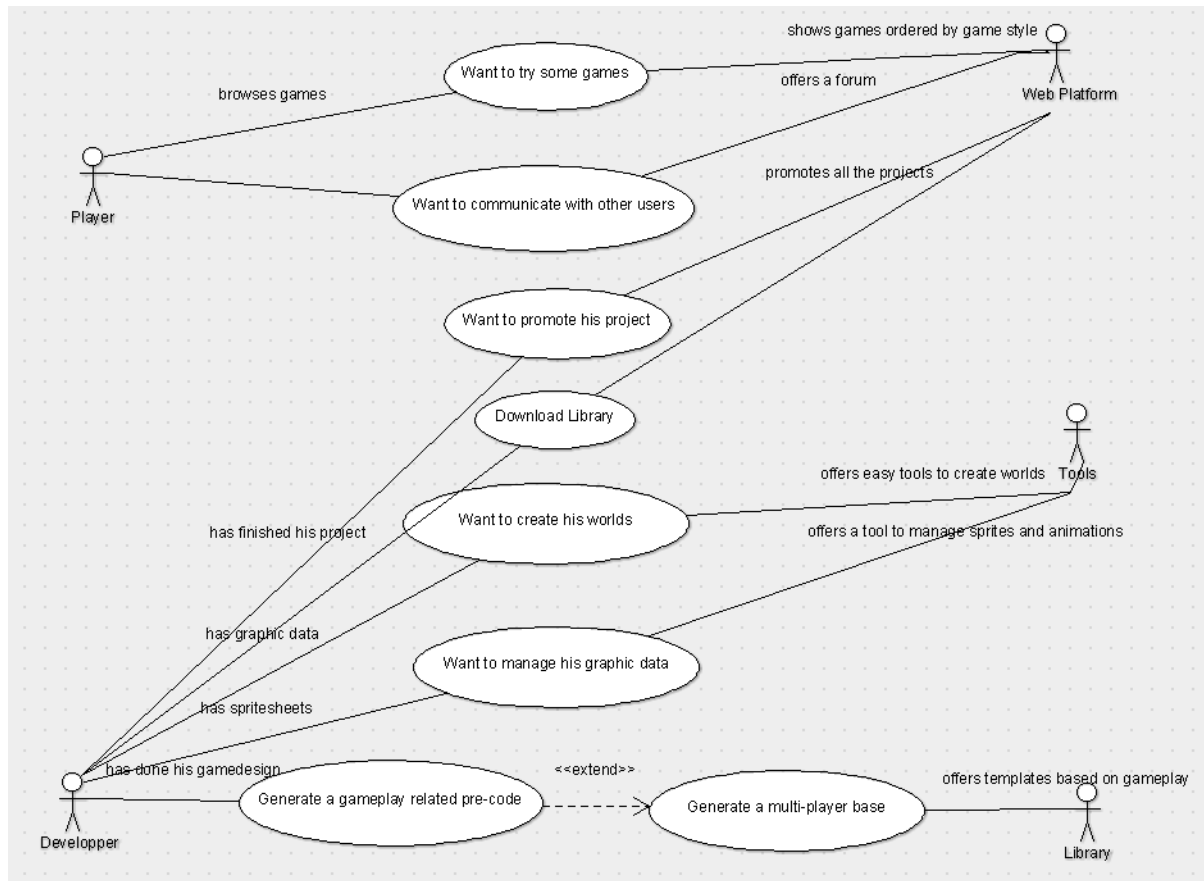 shows games ordered by game style
Want to try some games
offers a forum
browses games
Web Platform
promotes all the projects
Want to communicate with other users
Player
Want to promote his project
Download Library
offers easy tools to create worlds
Tools
Want to create his worlds
has finished his project
offers a tool to manage sprites and animations
has graphic data
Want to manage his graphic data
has spritesheets
has done his gamedesign
<<extend>>
offers templates based on gameplay
Generate a gameplay related pre-code
Generate a multi-player base
Developper
Library